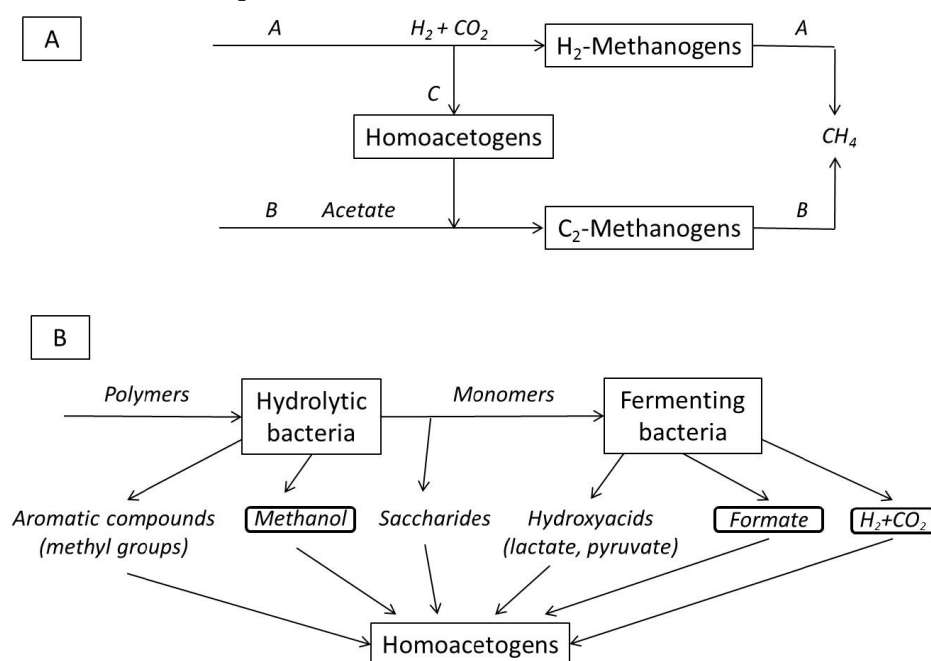 A
A H₂ + CO₂ H₂-Methanogens A
C
Homoacetogens CH₄
B Acetate C₂-Methanogens B
B
Polymers Hydrolytic bacteria Monomers Fermenting bacteria
Aromatic compounds (methyl groups) Methanol Saccharides Hydroxyacids (lactate, pyruvate) Formate H₂+CO₂
Homoacetogens